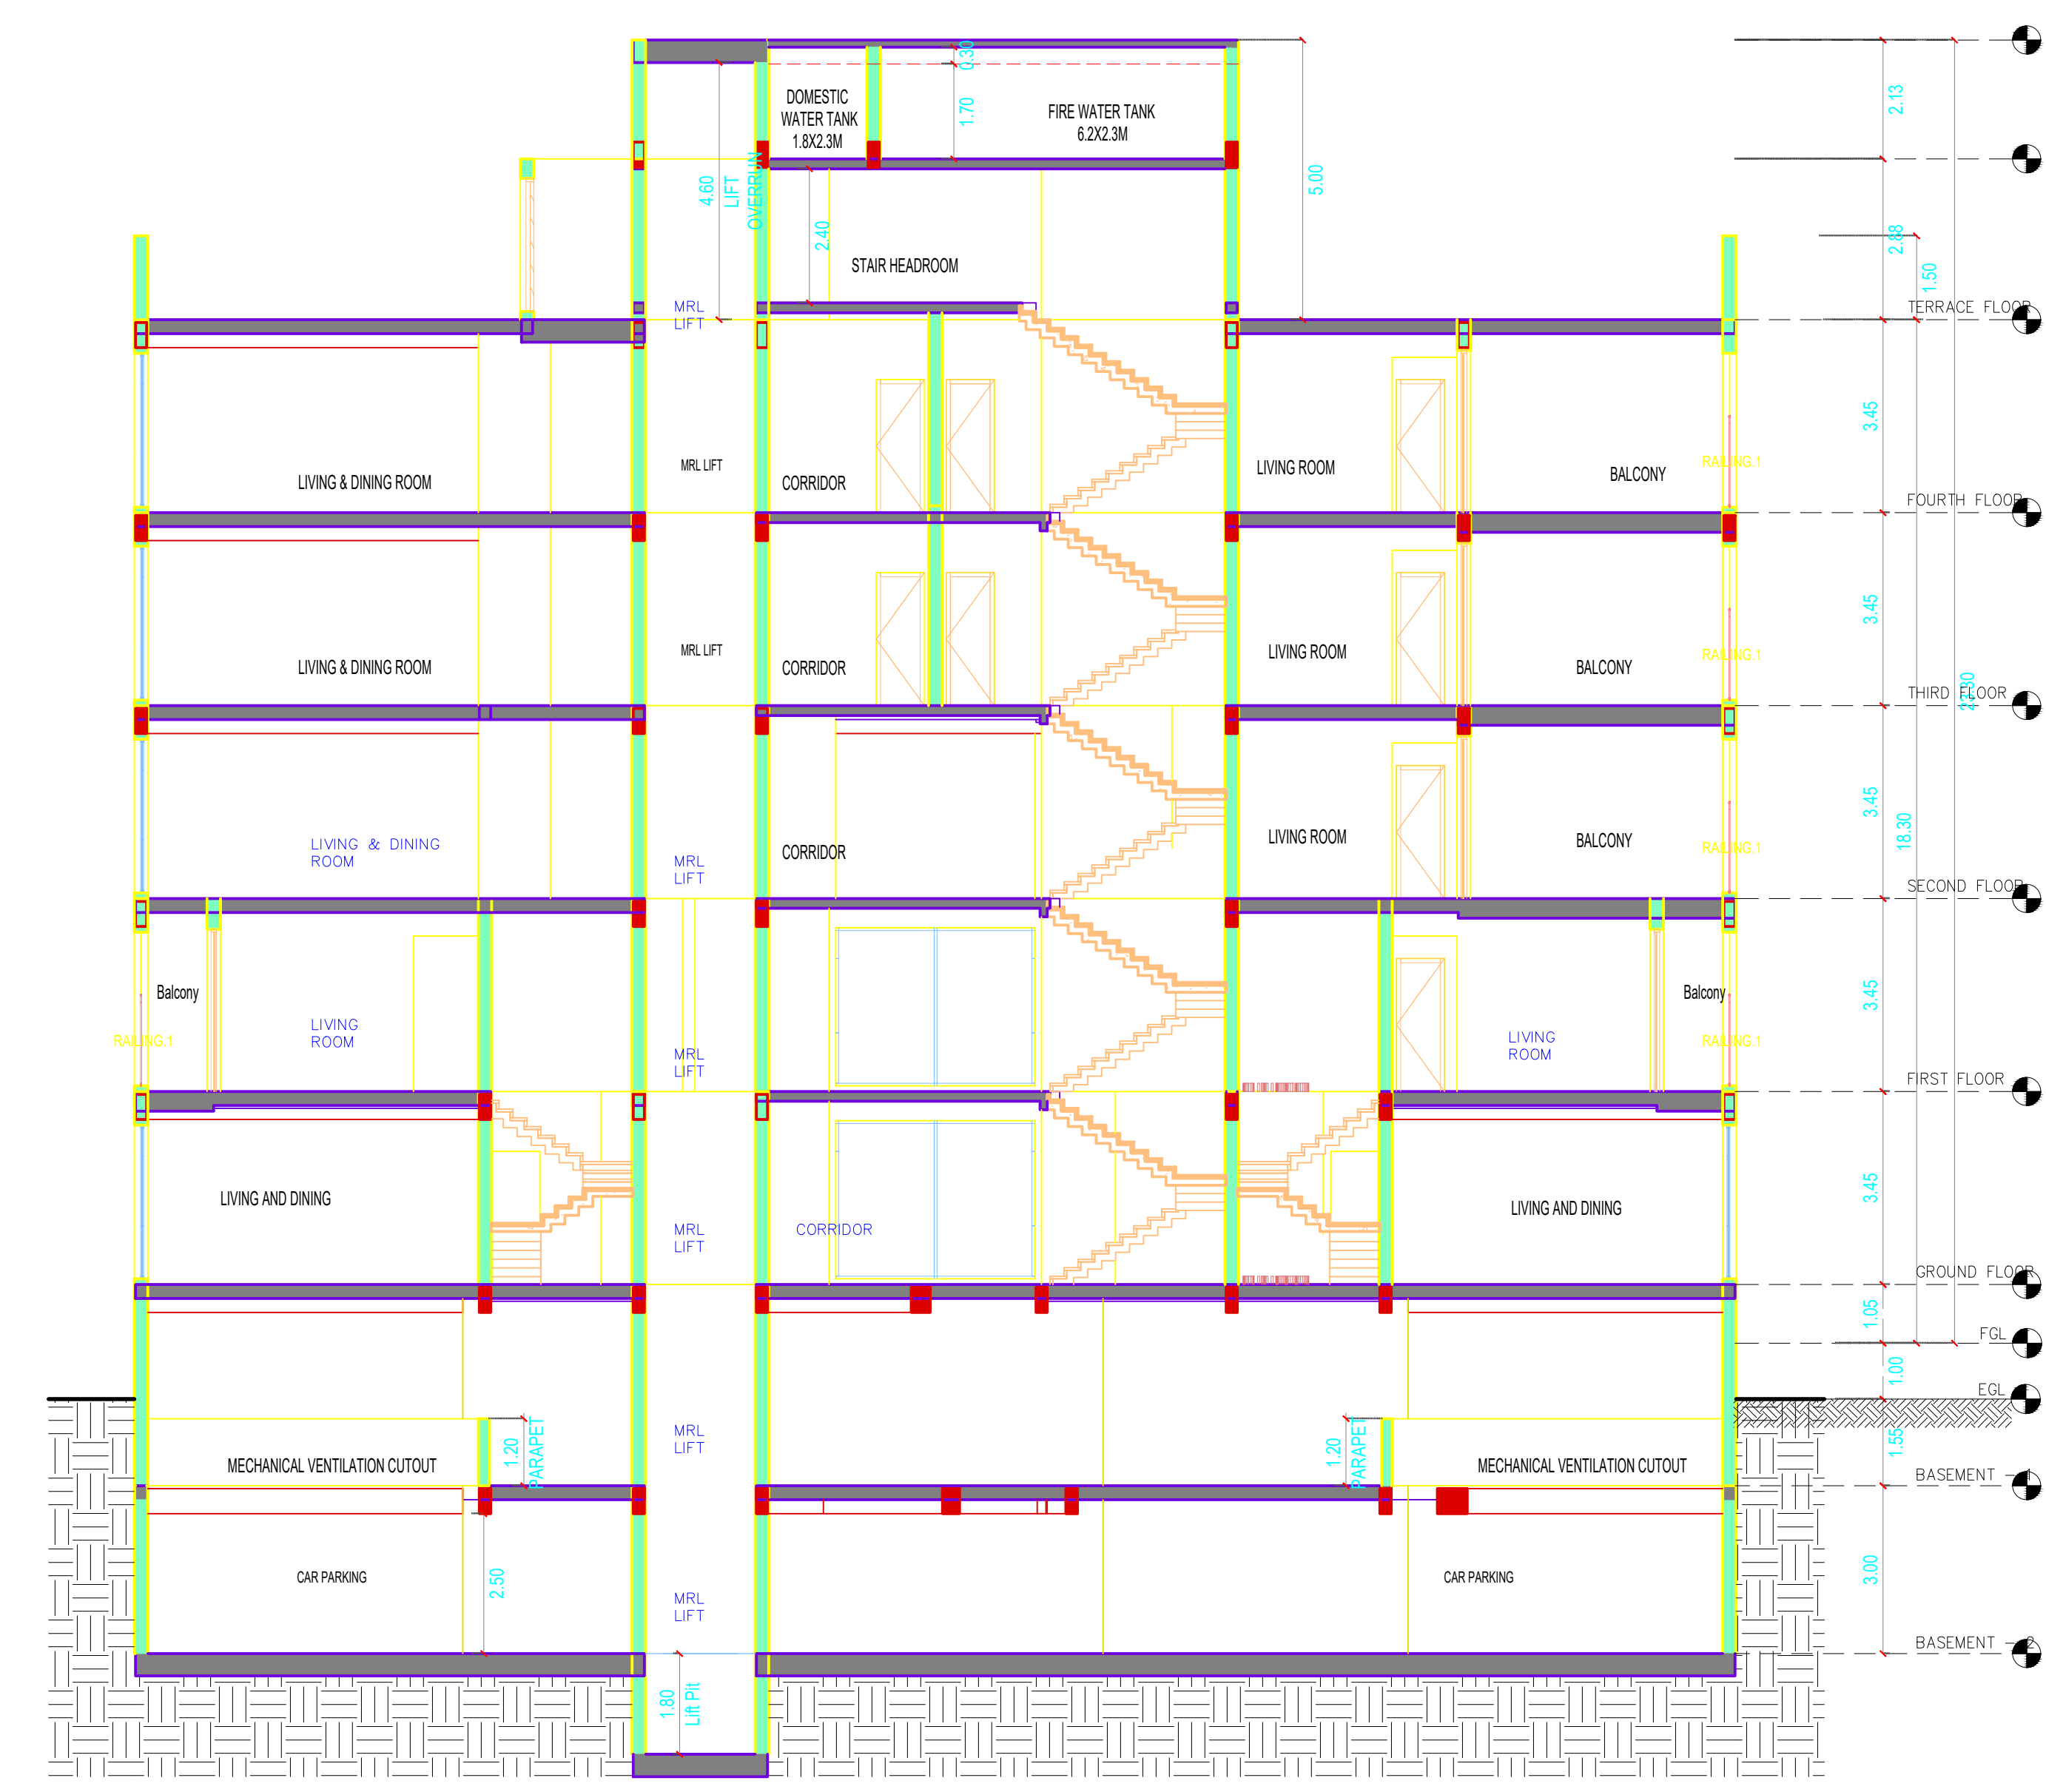 0.30
2.13
DOMESTIC
WATER TANK
1.8X2.3M
1.70
FIRE WATER TANK
6.2X2.3M
4.60
LIFT
OVERRUN
5.00
2.40
2.88
STAIR HEADROOM
1.50
MRL
LIFT
TERRACE FLOOR
3.45
LIVING & DINING ROOM
MRL LIFT
CORRIDOR
LIVING ROOM
BALCONY
RAILING.1
FOURTH FLOOR
3.45
LIVING & DINING ROOM
MRL LIFT
CORRIDOR
LIVING ROOM
BALCONY
RAILING.1
THIRD FLOOR
23.30
3.45
18.30
LIVING & DINING
ROOM
MRL
LIFT
CORRIDOR
LIVING ROOM
BALCONY
RAILING.1
SECOND FLOOR
3.45
Balcony
RAILING.1
LIVING
ROOM
MRL
LIFT
LIVING
ROOM
Balcony
RAILING.1
FIRST FLOOR
3.45
LIVING AND DINING
MRL
LIFT
CORRIDOR
LIVING AND DINING
GROUND FLOOR
1.05
FGL
1.00
EGL
1.55
MECHANICAL VENTILATION CUTOUT
1.20
PARAPET
MRL
LIFT
1.20
PARAPET
MECHANICAL VENTILATION CUTOUT
BASEMENT - 1
3.00
CAR PARKING
2.50
MRL
LIFT
CAR PARKING
BASEMENT - 2
1.80
Lift Pit